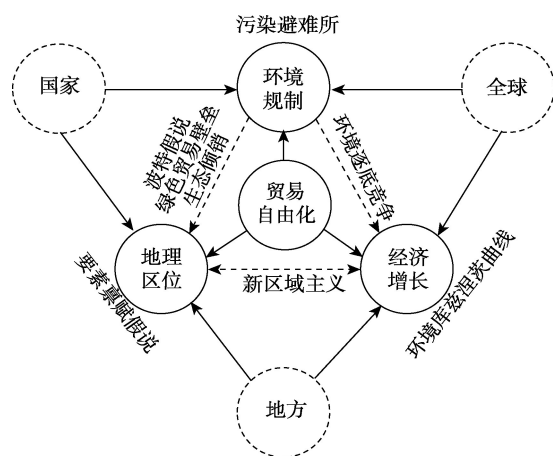 污染避难所
国家
环境
规制
全球
波特假说
绿色贸易壁垒
生态倾销
环境逐底竞争
贸易
自由化
地理
区位
新区域主义
经济
增长
要素禀赋假说
环境库兹涅茨曲线
地方